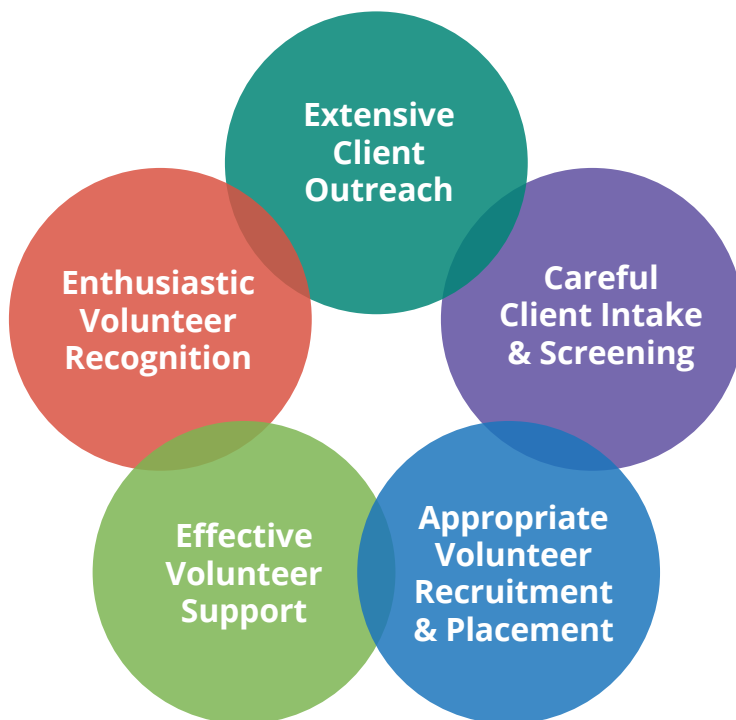 Extensive
Client
Outreach
Careful
Client Intake
& Screening
Appropriate
Volunteer
Recruitment
& Placement
Effective
Volunteer
Support
Enthusiastic
Volunteer
Recognition